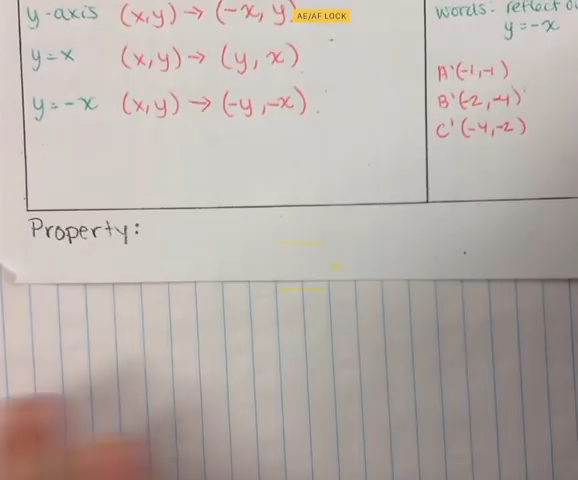 y-axis (x,y) → (-x, y)
AE/AF LOCK
y=x (x,y) → (y, x)
y=-x (x,y) → (-y,-x)
words: reflect
y=-x
A'(-1,-1)
B'(-2,-4)
C'(-4,-2)
Property: